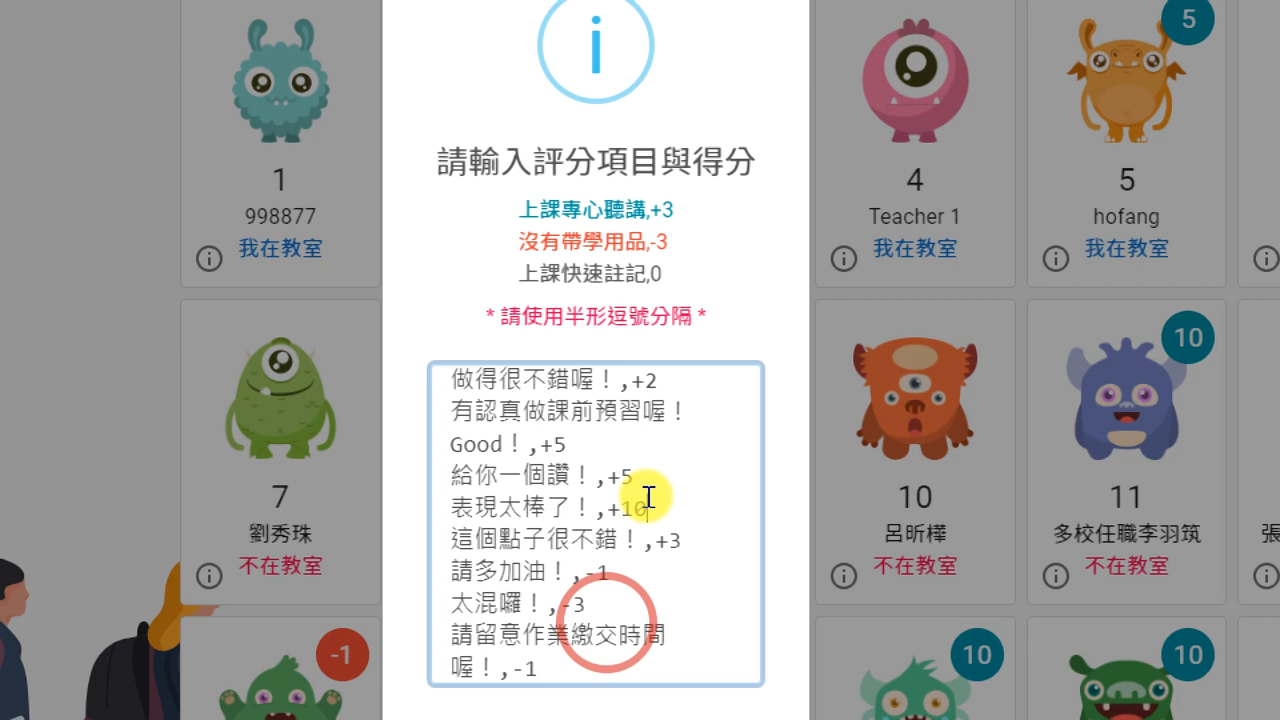 i
請輸入評分項目與得分
上課專心聽講,+3
沒有帶學用品,-3
上課快速註記,0
* 請使用半形逗號分隔 *
做得很不錯喔！,+2
有認真做課前預習喔！
Good！,+5
給你一個讚！,+5
表現太棒了！,+10
這個點子很不錯！,+3
請多加油！,-1
太混囉！,-3
請留意作業繳交時間
喔！,-1
1
998877
我在教室
4
Teacher 1
我在教室
5
5
hofang
我在教室
7
劉秀珠
不在教室
10
呂昕樺
不在教室
10
11
多校任職李羽筑
不在教室
張
-1
10
10